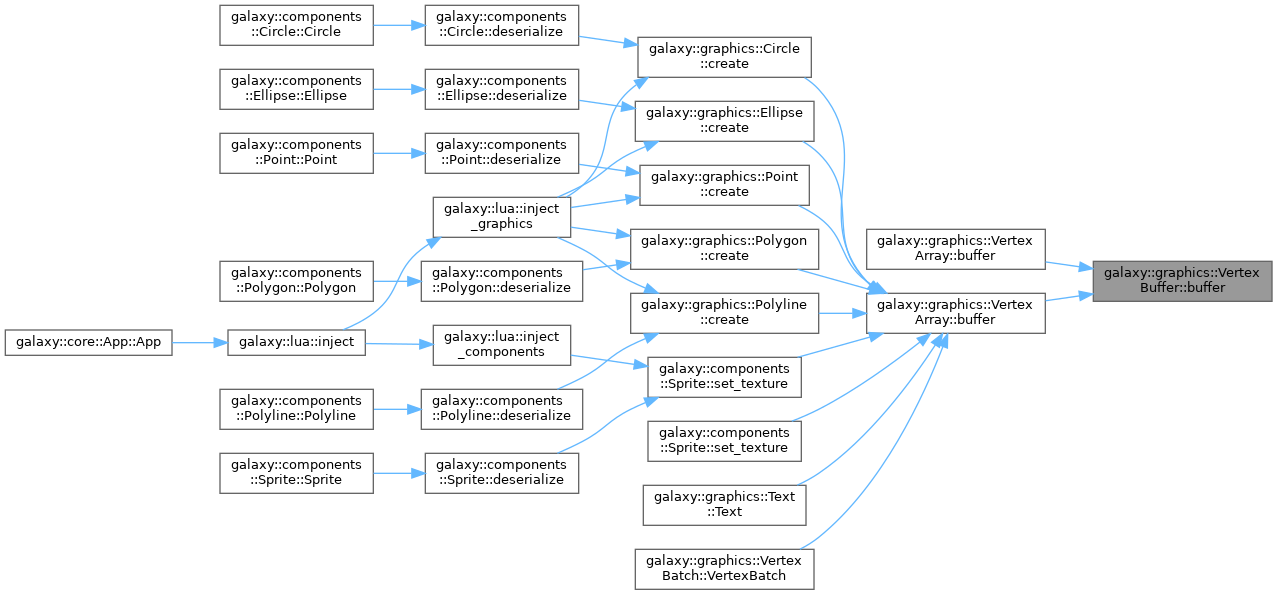 galaxy::components
::Circle::Circle
galaxy::components
::Circle::deserialize
galaxy::graphics::Circle
::create
galaxy::components
::Ellipse::Ellipse
galaxy::components
::Ellipse::deserialize
galaxy::graphics::Ellipse
::create
galaxy::components
::Point::Point
galaxy::components
::Point::deserialize
galaxy::graphics::Point
::create
galaxy::lua::inject
_graphics
galaxy::graphics::Polygon
::create
galaxy::graphics::Vertex
Array::buffer
galaxy::components
::Polygon::Polygon
galaxy::components
::Polygon::deserialize
galaxy::graphics::Vertex
Buffer::buffer
galaxy::graphics::Polyline
::create
galaxy::graphics::Vertex
Array::buffer
galaxy::core::App::App
galaxy::lua::inject
galaxy::lua::inject
_components
galaxy::components
::Sprite::set_texture
galaxy::components
::Polyline::Polyline
galaxy::components
::Polyline::deserialize
galaxy::components
::Sprite::set_texture
galaxy::components
::Sprite::Sprite
galaxy::components
::Sprite::deserialize
galaxy::graphics::Text
::Text
galaxy::graphics::Vertex
Batch::VertexBatch